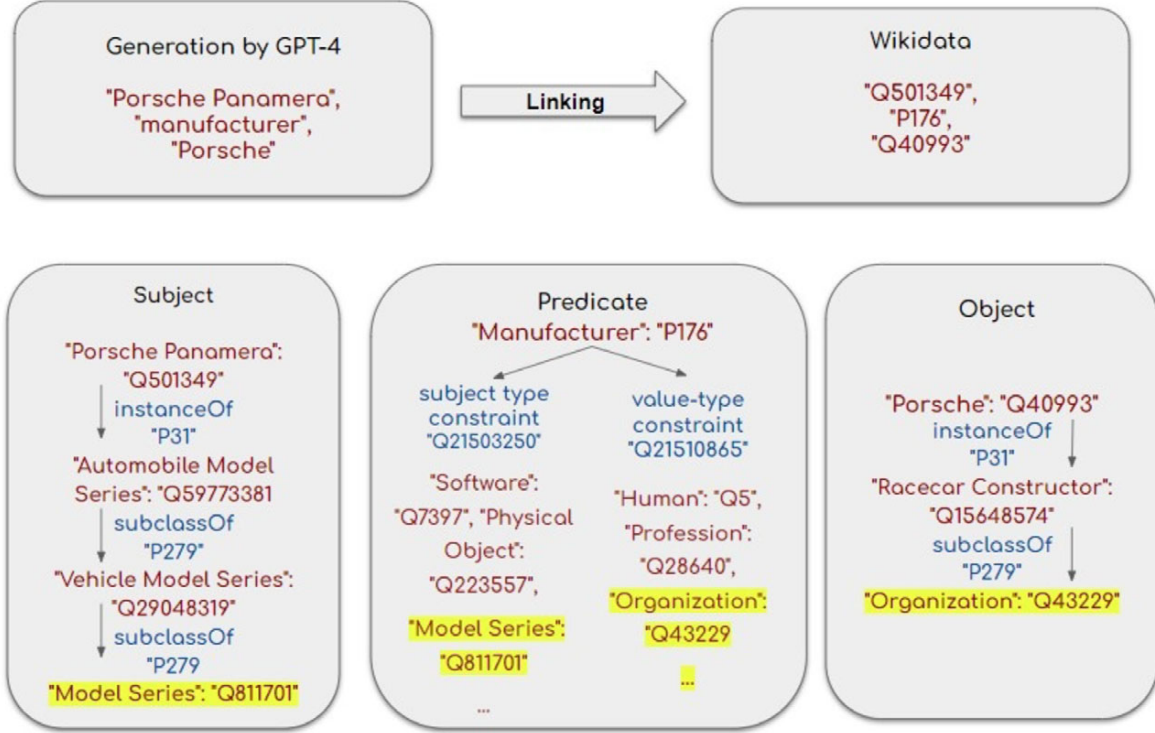 Generation by GPT-4
"Porsche Panamera",
"manufacturer",
"Porsche"
Linking
Wikidata
"Q501349",
"P176",
"Q40993"
Subject
"Porsche Panamera":
"Q501349"
instanceOf
"P31"
"Automobile Model
Series": "Q59773381
subclassOf
"P279"
"Vehicle Model Series":
"Q29048319"
subclassOf
"P279
"Model Series": "Q811701"
Predicate
"Manufacturer": "P176"
subject type
constraint
"Q21503250"
"Software":
"Q7397", "Physical
Object":
"Q223557",
"Model Series":
"Q811701"
...
value-type
constraint
"Q21510865"
"Human": "Q5",
"Profession":
"Q28640",
"Organization":
"Q43229
...
Object
"Porsche": "Q40993"
instanceOf
"P31"
"Racecar Constructor":
"Q15648574"
subclassOf
"P279"
"Organization": "Q43229"